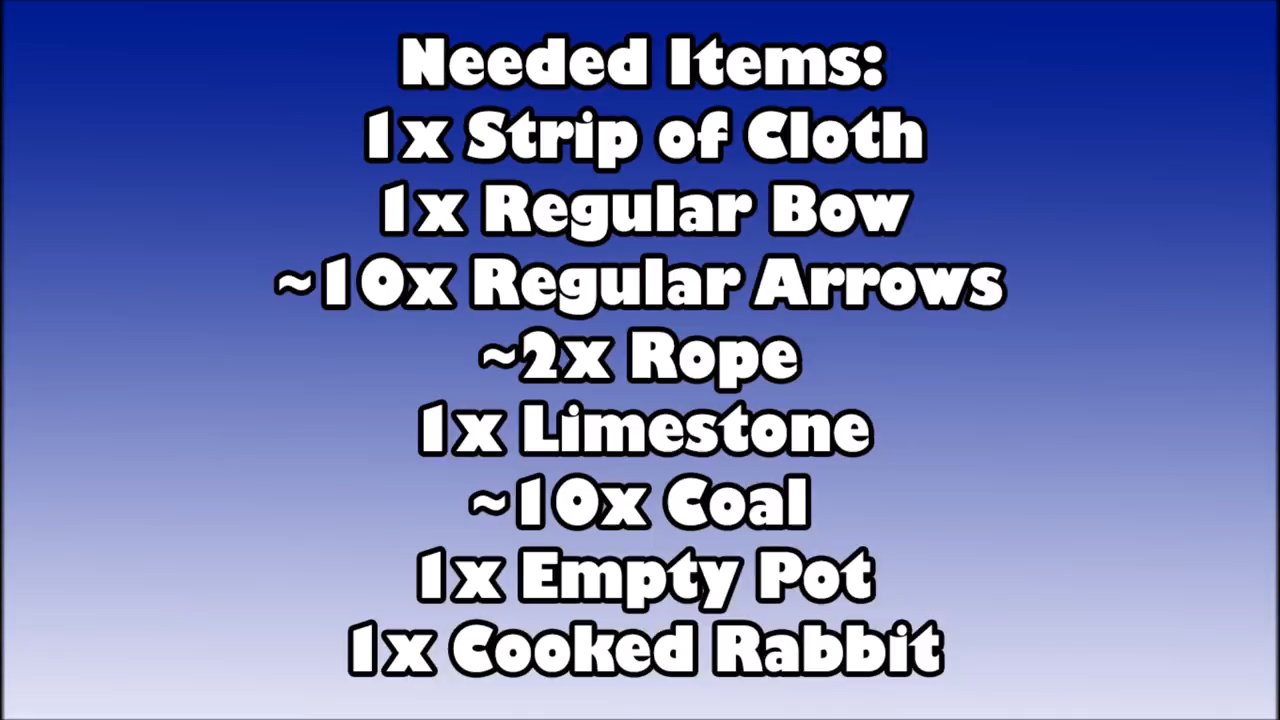 Needed Items:
1x Strip of Cloth
1x Regular Bow
~10x Regular Arrows
~2x Rope
1x Limestone
~10x Coal
1x Empty Pot
1x Cooked Rabbit